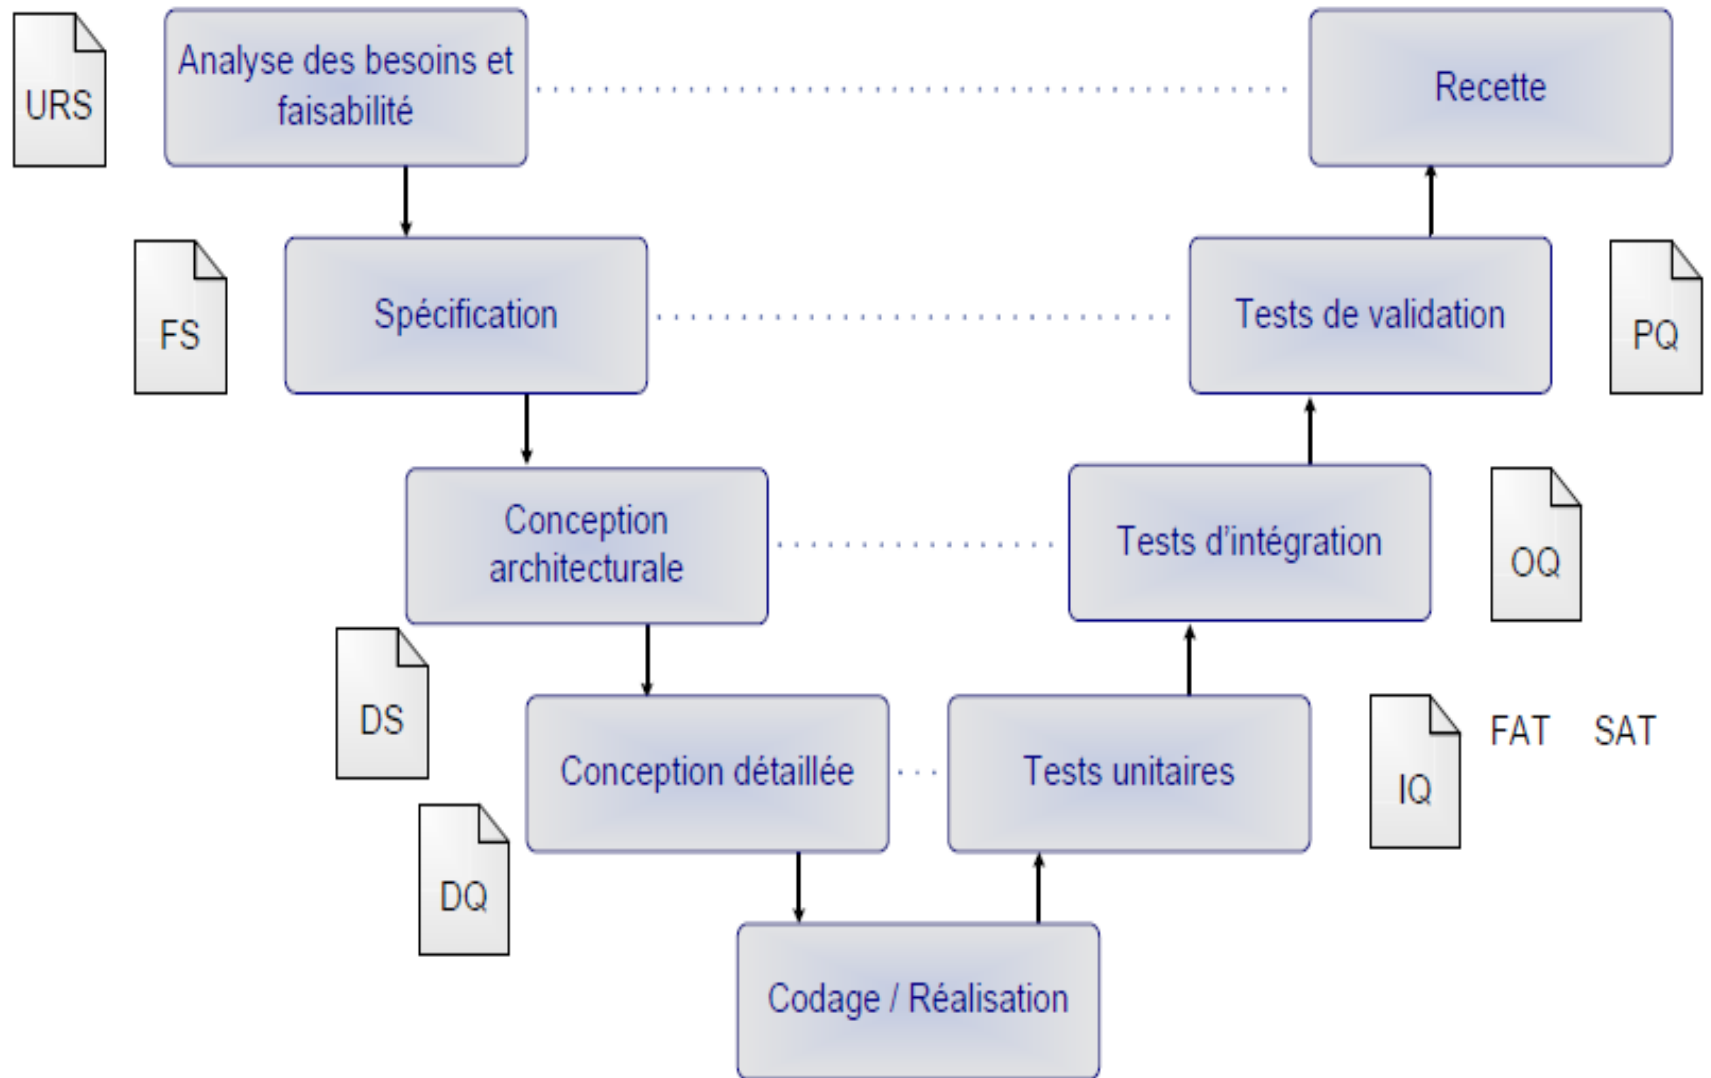 URS
Analyse des besoins et
faisabilité
Recette
FS
Spécification
Tests de validation
PQ
Conception
architecturale
Tests d'intégration
OQ
DS
Conception détaillée
Tests unitaires
IQ
FAT SAT
DQ
Codage / Réalisation